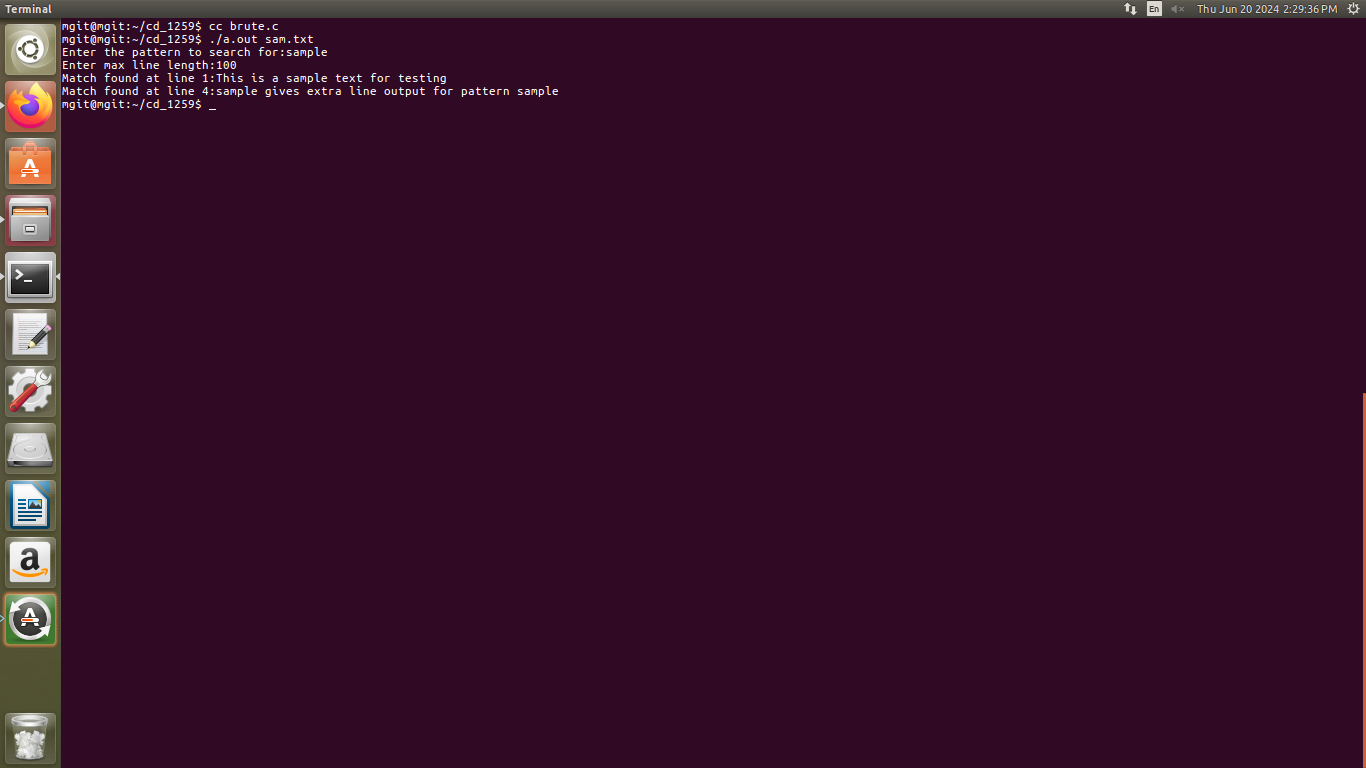 Terminal
En
Thu Jun 20 2024 2:29:36 PM
mgit@mgit:~/cd_1259$ cc brute.c
mgit@mgit:~/cd_1259$ ./a.out sam.txt
Enter the pattern to search for:sample
Enter max line length:100
Match found at line 1:This is a sample text for testing
Match found at line 4:sample gives extra line output for pattern sample
mgit@mgit:~/cd_1259$ _